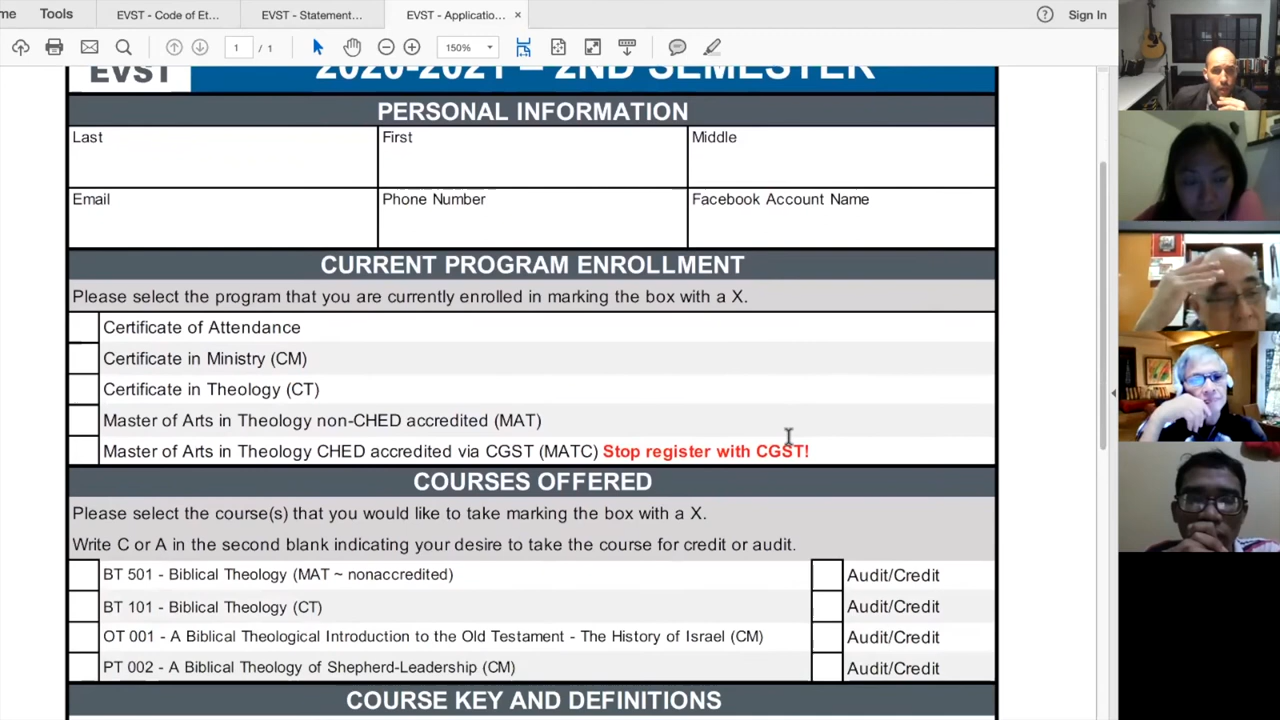 me Tools EVST - Code of Et... EVST - Statement... EVST - Applicatio... × Sign In
1 / 1 150%
EVST 2020-2021 – 2ND SEMESTER
PERSONAL INFORMATION
Last First Middle
Email Phone Number Facebook Account Name
CURRENT PROGRAM ENROLLMENT
Please select the program that you are currently enrolled in marking the box with a X.
Certificate of Attendance
Certificate in Ministry (CM)
Certificate in Theology (CT)
Master of Arts in Theology non-CHED accredited (MAT)
Master of Arts in Theology CHED accredited via CGST (MATC) Stop register with CGST!
COURSES OFFERED
Please select the course(s) that you would like to take marking the box with a X.
Write C or A in the second blank indicating your desire to take the course for credit or audit.
BT 501 - Biblical Theology (MAT ~ nonaccredited) Audit/Credit
BT 101 - Biblical Theology (CT) Audit/Credit
OT 001 - A Biblical Theological Introduction to the Old Testament - The History of Israel (CM) Audit/Credit
PT 002 - A Biblical Theology of Shepherd-Leadership (CM) Audit/Credit
COURSE KEY AND DEFINITIONS